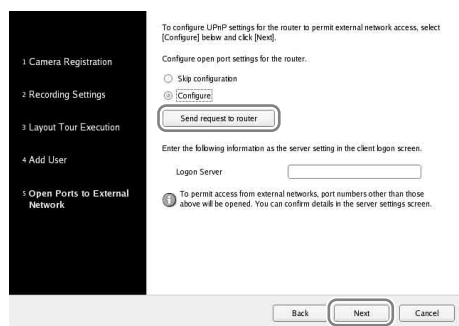 To configure UPnP settings for the router to permit external network access, select
[Configure] below and click [Next].
1 Camera Registration
2 Recording Settings
3 Layout Tour Execution
4 Add User
5 Open Ports to External
Network
Configure open port settings for the router.
Skip configuration
Configure
Send request to router
Enter the following information as the server setting in the client logon screen.
Logon Server
To permit access from external networks, port numbers other than those
above will be opened. You can confirm details in the server settings screen.
Back
Next
Cancel